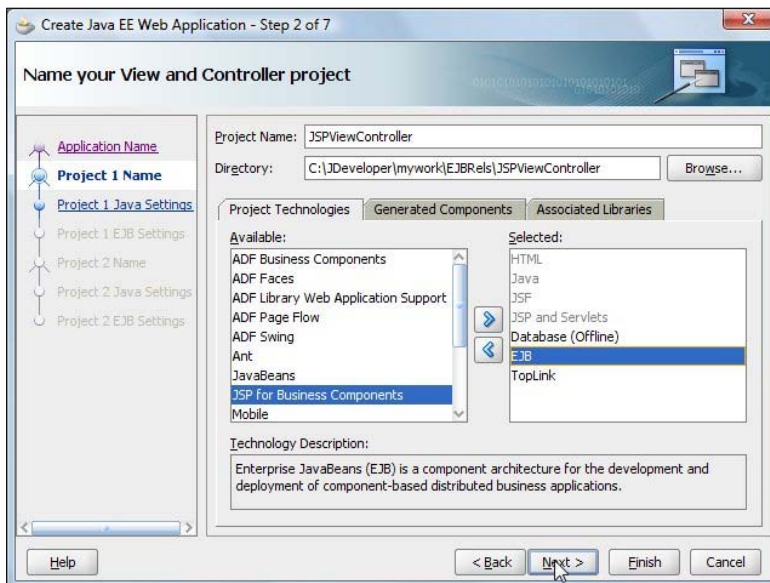 Create Java EE Web Application - Step 2 of 7
Name your View and Controller project
Application Name
Project 1 Name
Project 1 Java Settings
Project 1 EJB Settings
Project 2 Name
Project 2 Java Settings
Project 2 EJB Settings
Project Name: JSPViewController
Directory: C:\JDeveloper\mywork\EJBRels\JSPViewController Browse...
Project Technologies Generated Components Associated Libraries
Available:
ADF Business Components
ADF Faces
ADF Library Web Application Support
ADF Page Flow
ADF Swing
Ant
JavaBeans
JSP for Business Components
Mobile
Selected:
HTML
Java
JSF
JSP and Servlets
Database (Offline)
EJB
TopLink
Technology Description:
Enterprise JavaBeans (EJB) is a component architecture for the development and
deployment of component-based distributed business applications.
Help < Back Next > Finish Cancel